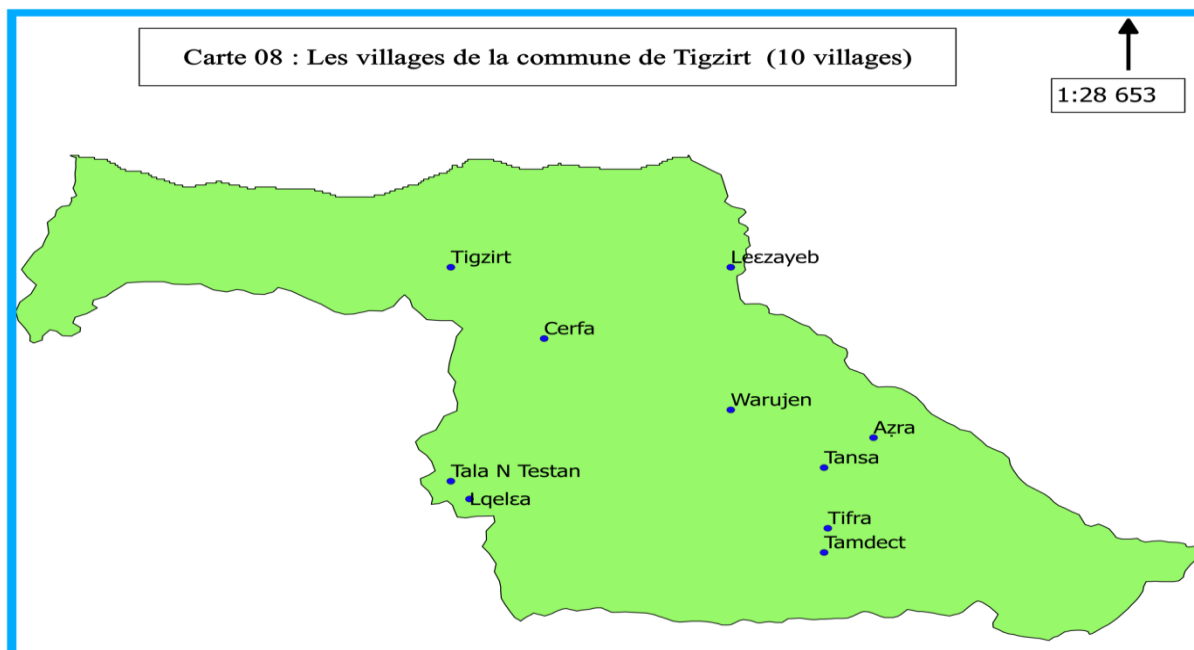 Carte 08 : Les villages de la commune de Tigzirt (10 villages)
1:28 653
Tigzirt
Leɛzayeb
Cerfa
Warujen
Aẓra
Tansa
Tala N Testan
Lqelɛa
Tifra
Tamdect